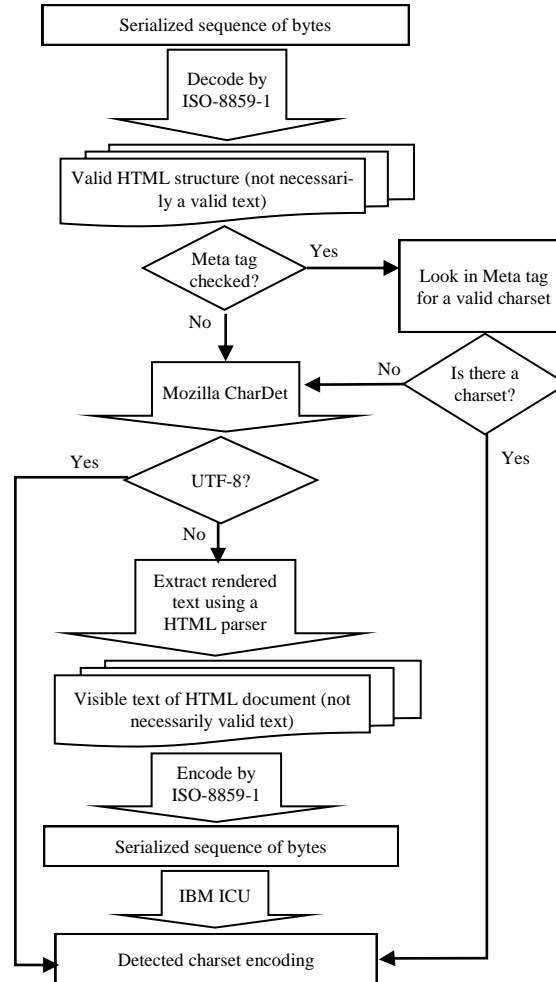 Serialized sequence of bytes
Decode by
ISO-8859-1
Valid HTML structure (not necessari-
ly a valid text)
Meta tag
checked?
Yes
Look in Meta tag
for a valid charset
No
Mozilla CharDet
No
Is there a
charset?
Yes
Yes
UTF-8?
No
Extract rendered
text using a
HTML parser
Visible text of HTML document (not
necessarily valid text)
Encode by
ISO-8859-1
Serialized sequence of bytes
IBM ICU
Detected charset encoding